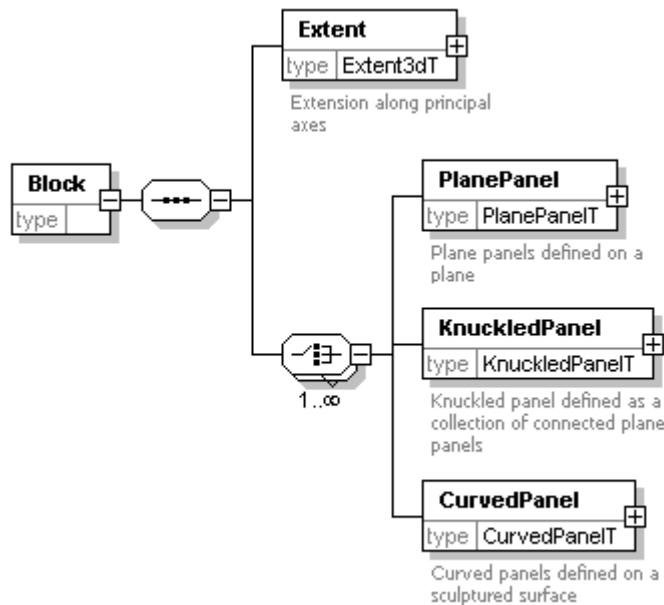 Extent
type Extent3dT
Extension along principal
axes
Block
type
PlanePanel
type PlanePanelT
Plane panels defined on a
plane
KnuckledPanel
type KnuckledPanelT
1..∞
Knuckled panel defined as a
collection of connected plane
panels
CurvedPanel
type CurvedPanelT
Curved panels defined on a
sculptured surface